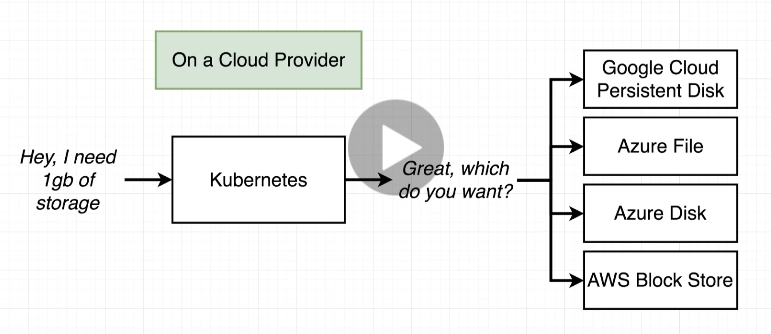 On a Cloud Provider
Hey, I need
1gb of
storage
Kubernetes
Great, which
do you want?
Google Cloud
Persistent Disk
Azure File
Azure Disk
AWS Block Store